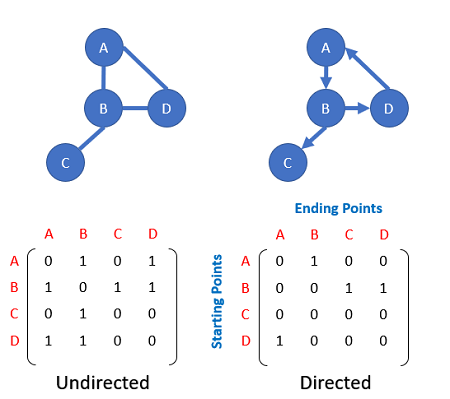 A
B
D
C
A
B
D
C
Ending Points
Starting Points
A B C D
A 0 1 0 1
B 1 0 1 1
C 0 1 0 0
D 1 1 0 0
Undirected
A B C D
A 0 1 0 0
B 0 0 1 1
C 0 0 0 0
D 1 0 0 0
Directed